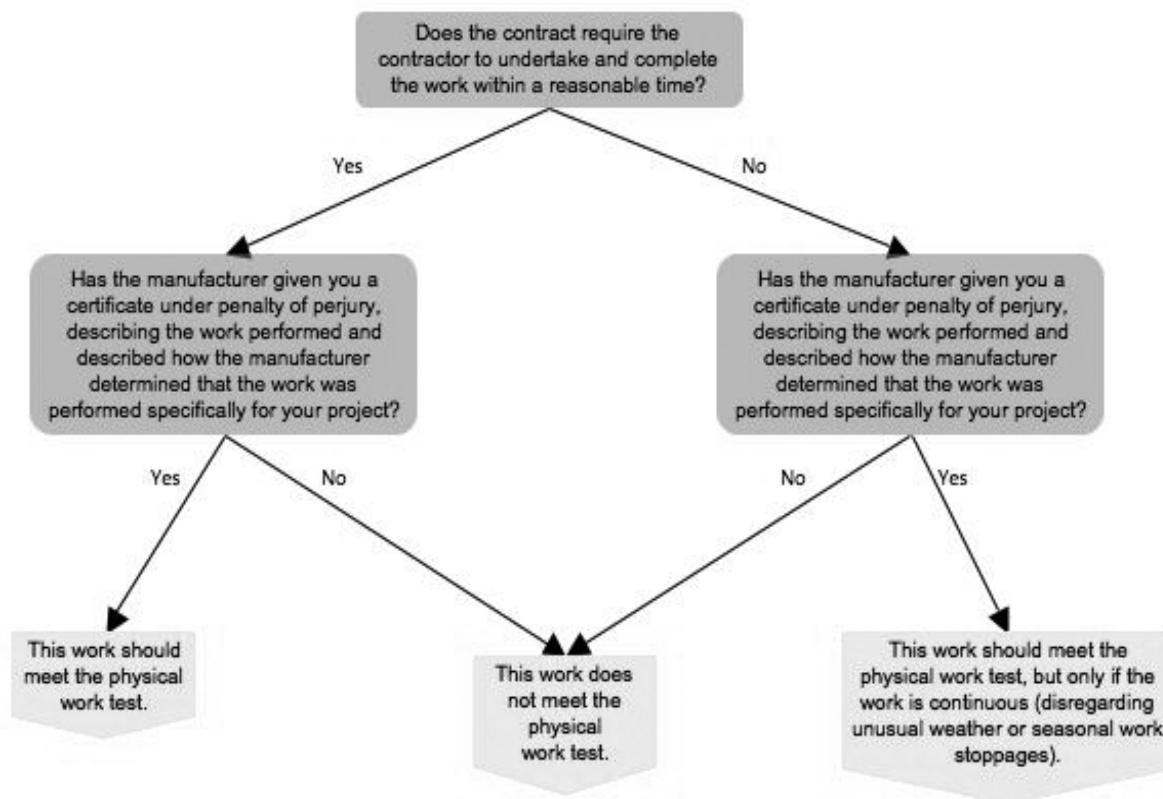 Does the contract require the
contractor to undertake and complete
the work within a reasonable time?
Yes
No
Has the manufacturer given you a
certificate under penalty of perjury,
describing the work performed and
described how the manufacturer
determined that the work was
performed specifically for your project?
Has the manufacturer given you a
certificate under penalty of perjury,
describing the work performed and
described how the manufacturer
determined that the work was
performed specifically for your project?
Yes
No
No
Yes
This work should
meet the physical
work test.
This work does
not meet the
physical
work test.
This work should meet the
physical work test, but only if the
work is continuous (disregarding
unusual weather or seasonal work
stoppages).